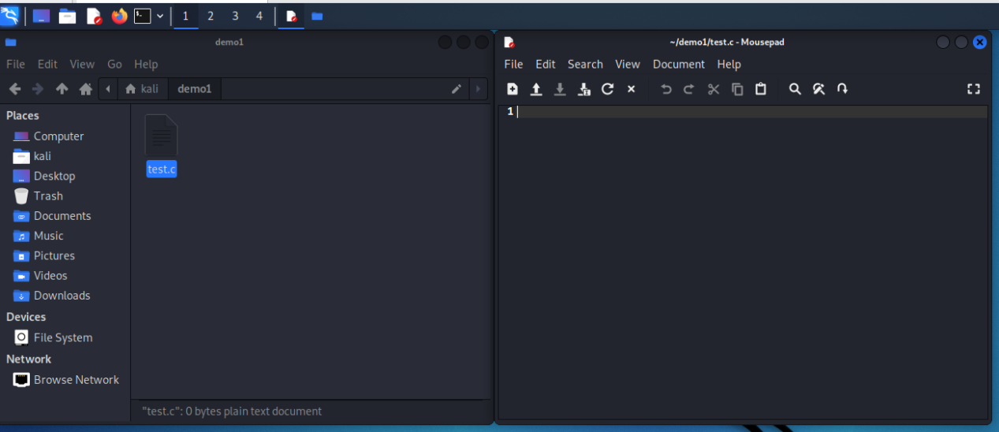 1 2 3 4
demo1
File Edit View Go Help
kali demo1
Places
Computer
kali
Desktop
Trash
Documents
Music
Pictures
Videos
Downloads
Devices
File System
Network
Browse Network
test.c
"test.c": 0 bytes plain text document
~/demo1/test.c - Mousepad
File Edit Search View Document Help
1